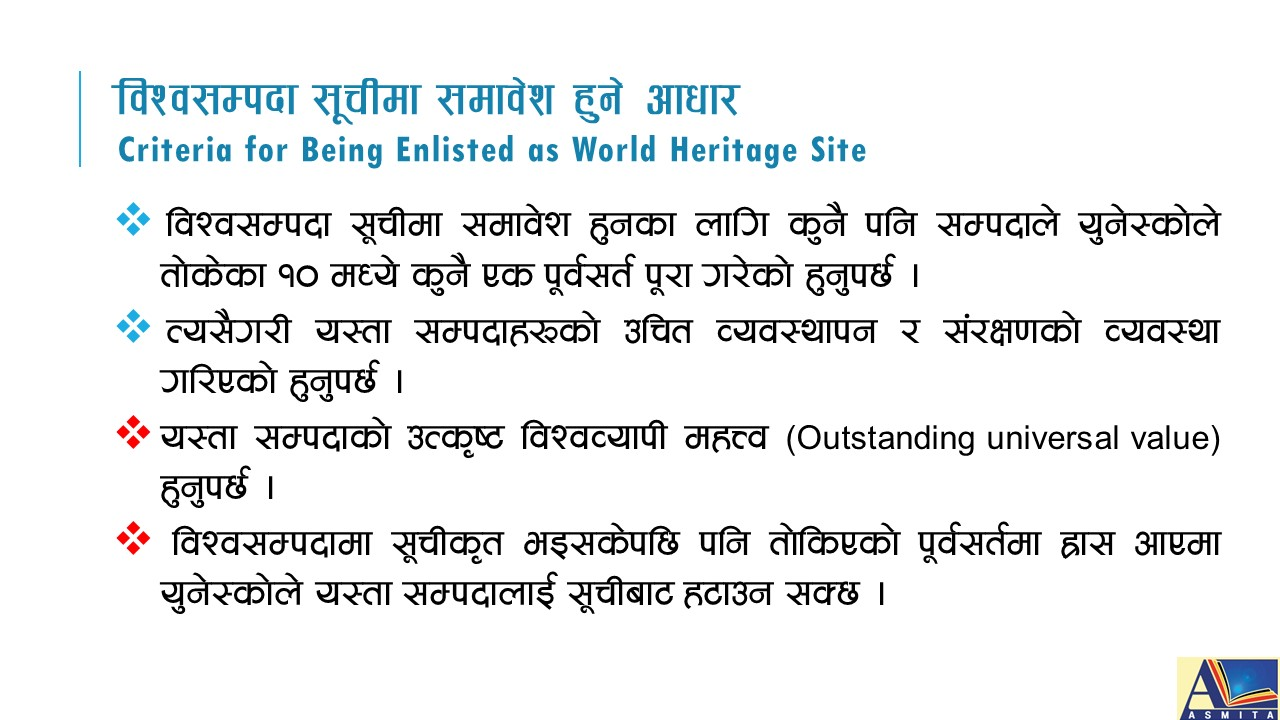 विश्वसम्पदा सूचीमा समावेश हुने आधार
Criteria for Being Enlisted as World Heritage Site
विश्वसम्पदा सूचीमा समावेश हुनका लागि कुनै पनि सम्पदाले युनेस्कोले
तोकेका १० मध्ये कुनै एक पूर्वसर्त पूरा गरेको हुनुपर्छ ।
त्यसैगरी यस्ता सम्पदाहरुको उचित व्यवस्थापन र संरक्षणको व्यवस्था
गरिएको हुनुपर्छ ।
यस्ता सम्पदाको उत्कृष्ट विश्वव्यापी महत्त्व (Outstanding universal value)
हुनुपर्छ ।
विश्वसम्पदामा सूचीकृत भइसकेपछि पनि तोकिएको पूर्वसर्तमा ह्रास आएमा
युनेस्कोले यस्ता सम्पदालाई सूचीबाट हटाउन सक्छ ।
ASMITA